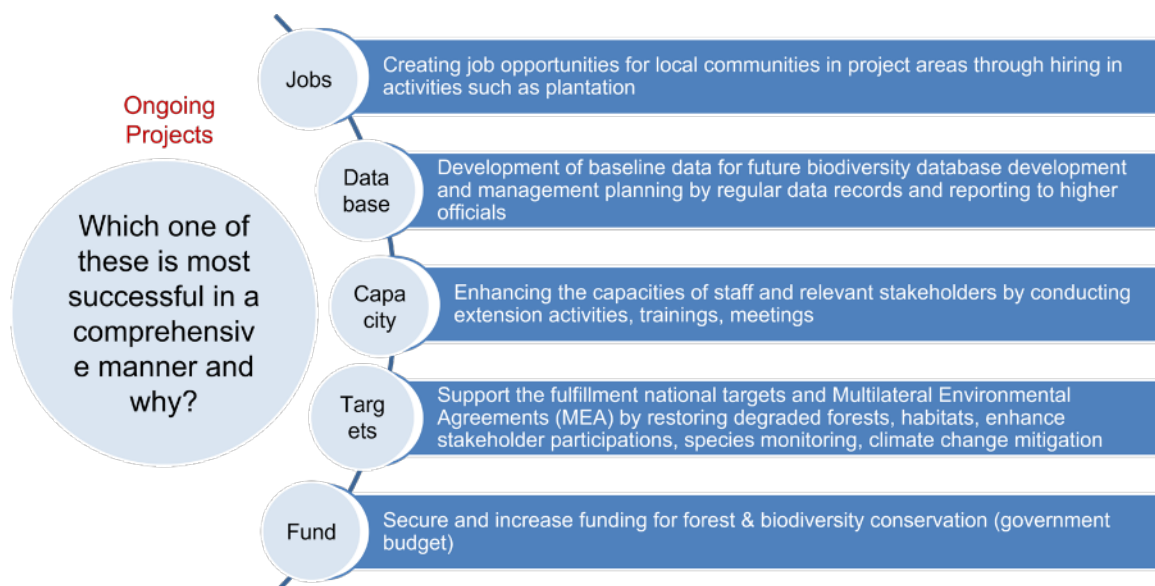 Ongoing
Projects
Which one of
these is most
successful in a
comprehensiv
e manner and
why?
Jobs
Creating job opportunities for local communities in project areas through hiring in
activities such as plantation
Data
base
Development of baseline data for future biodiversity database development
and management planning by regular data records and reporting to higher
officials
Capa
city
Enhancing the capacities of staff and relevant stakeholders by conducting
extension activities, trainings, meetings
Targ
ets
Support the fulfillment national targets and Multilateral Environmental
Agreements (MEA) by restoring degraded forests, habitats, enhance
stakeholder participations, species monitoring, climate change mitigation
Fund
Secure and increase funding for forest & biodiversity conservation (government
budget)